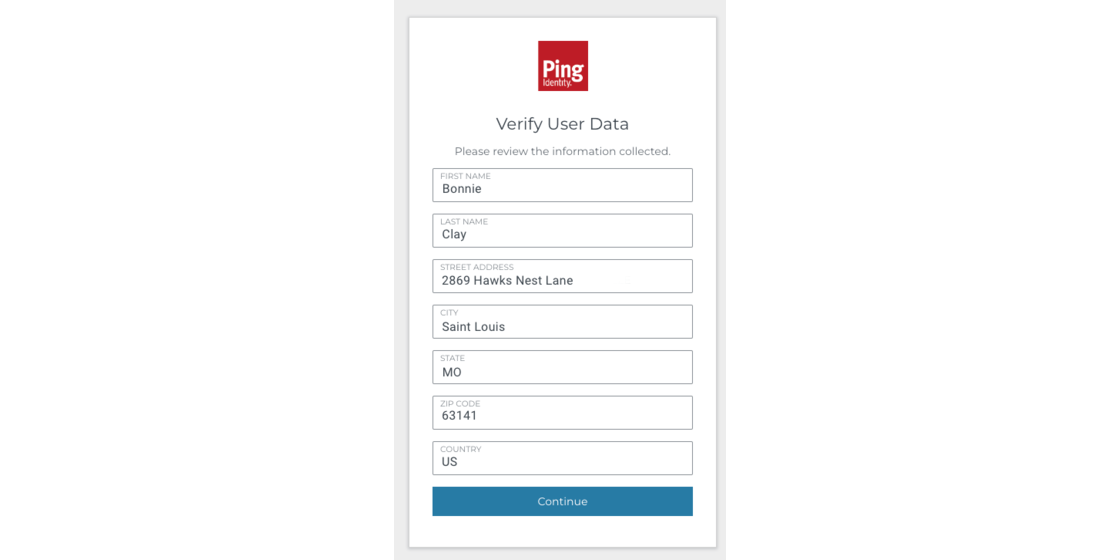 Ping
Identity.
Verify User Data
Please review the information collected.
FIRST NAME
Bonnie
LAST NAME
Clay
STREET ADDRESS
2869 Hawks Nest Lane
CITY
Saint Louis
STATE
MO
ZIP CODE
63141
COUNTRY
US
Continue